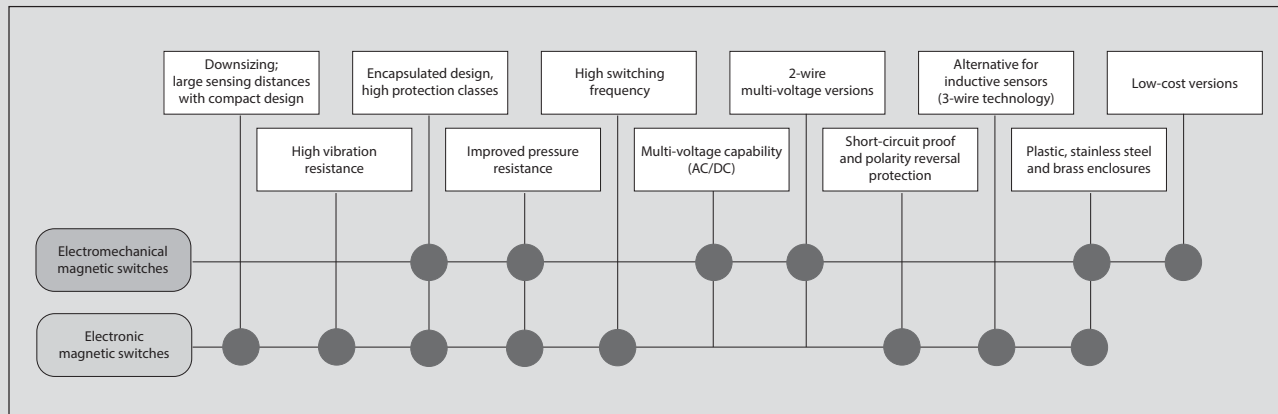 Downsizing;
large sensing distances
with compact design
Encapsulated design,
high protection classes
High switching
frequency
2-wire
multi-voltage versions
Alternative for
inductive sensors
(3-wire technology)
Low-cost versions
High vibration
resistance
Improved pressure
resistance
Multi-voltage capability
(AC/DC)
Short-circuit proof
and polarity reversal
protection
Plastic, stainless steel
and brass enclosures
Electromechanical
magnetic switches
Electronic
magnetic switches